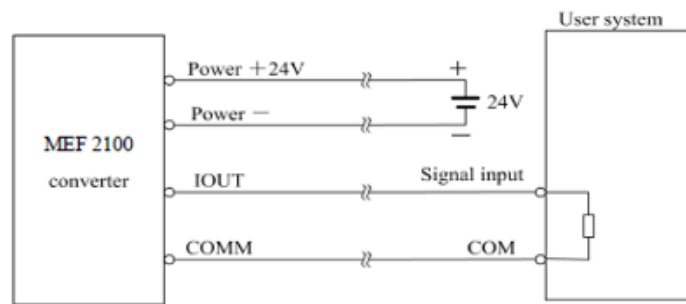 User system
Power ＋24V
＋
24V
Power －
－
MEF 2100
converter
IOUT
Signal input
COMM
COM